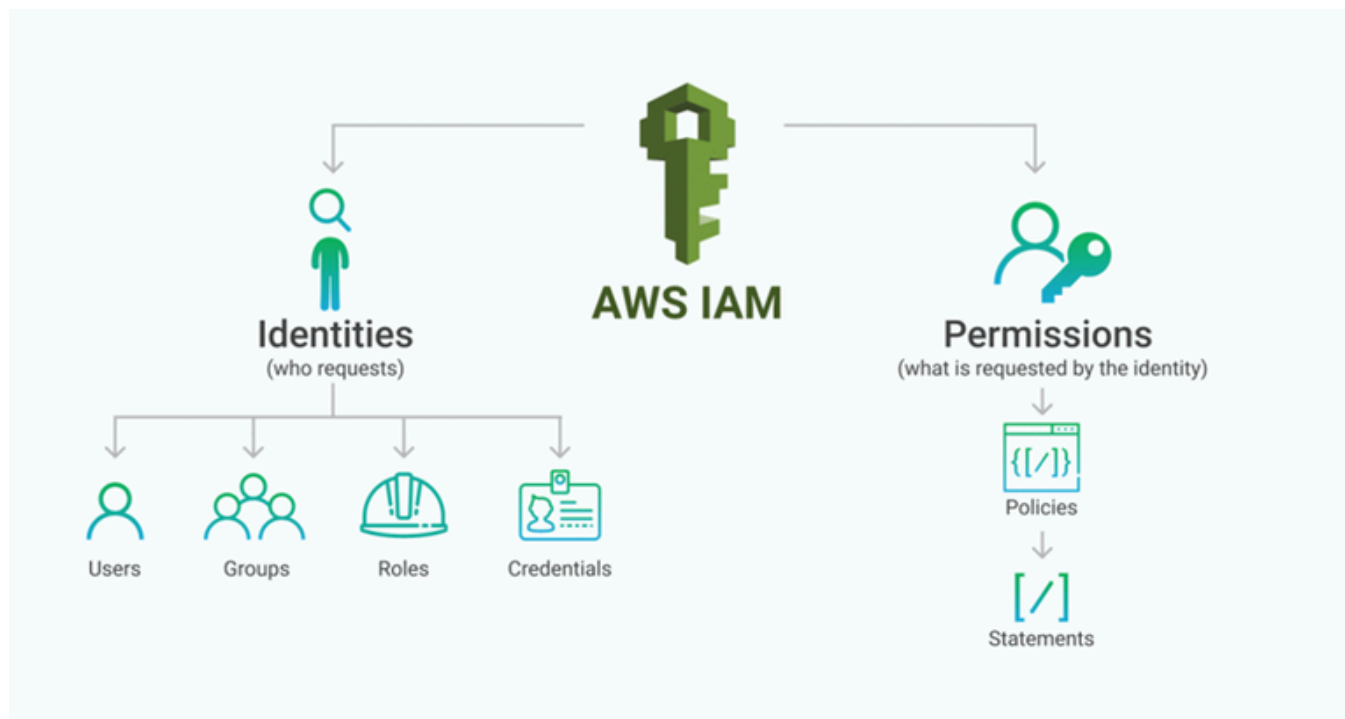 AWS IAM
Identities
(who requests)
Users
Groups
Roles
Credentials
Permissions
(what is requested by the identity)
{[/]}
Policies
[/]
Statements